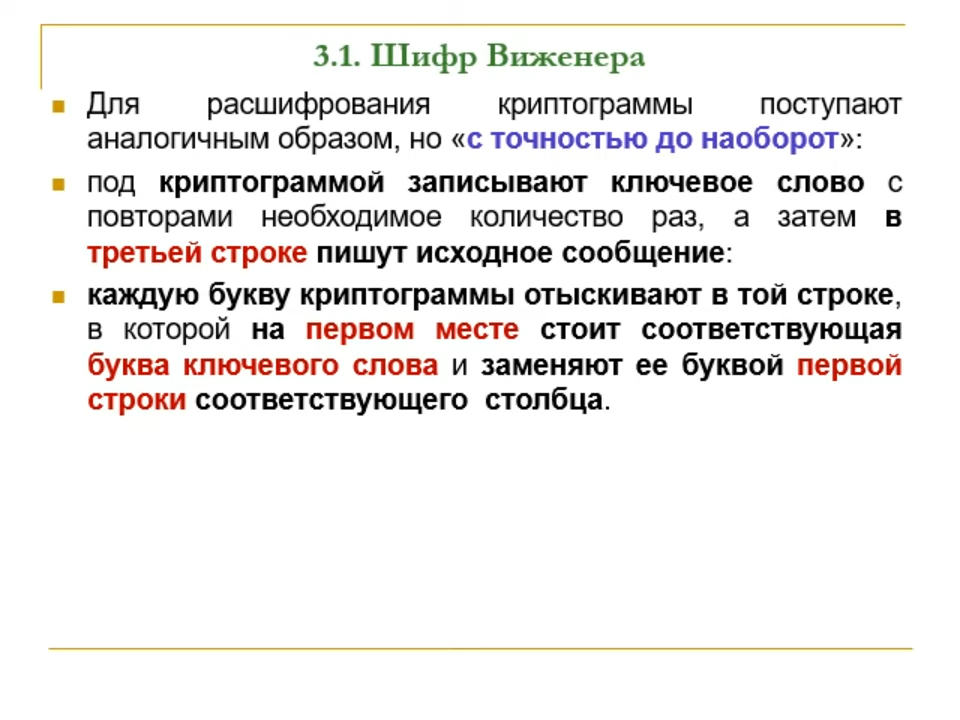 3.1. Шифр Виженера
Для расшифрования криптограммы поступают
аналогичным образом, но «с точностью до наоборот»:
под криптограммой записывают ключевое слово с
повторами необходимое количество раз, а затем в
третьей строке пишут исходное сообщение:
каждую букву криптограммы отыскивают в той строке,
в которой на первом месте стоит соответствующая
буква ключевого слова и заменяют ее буквой первой
строки соответствующего столбца.